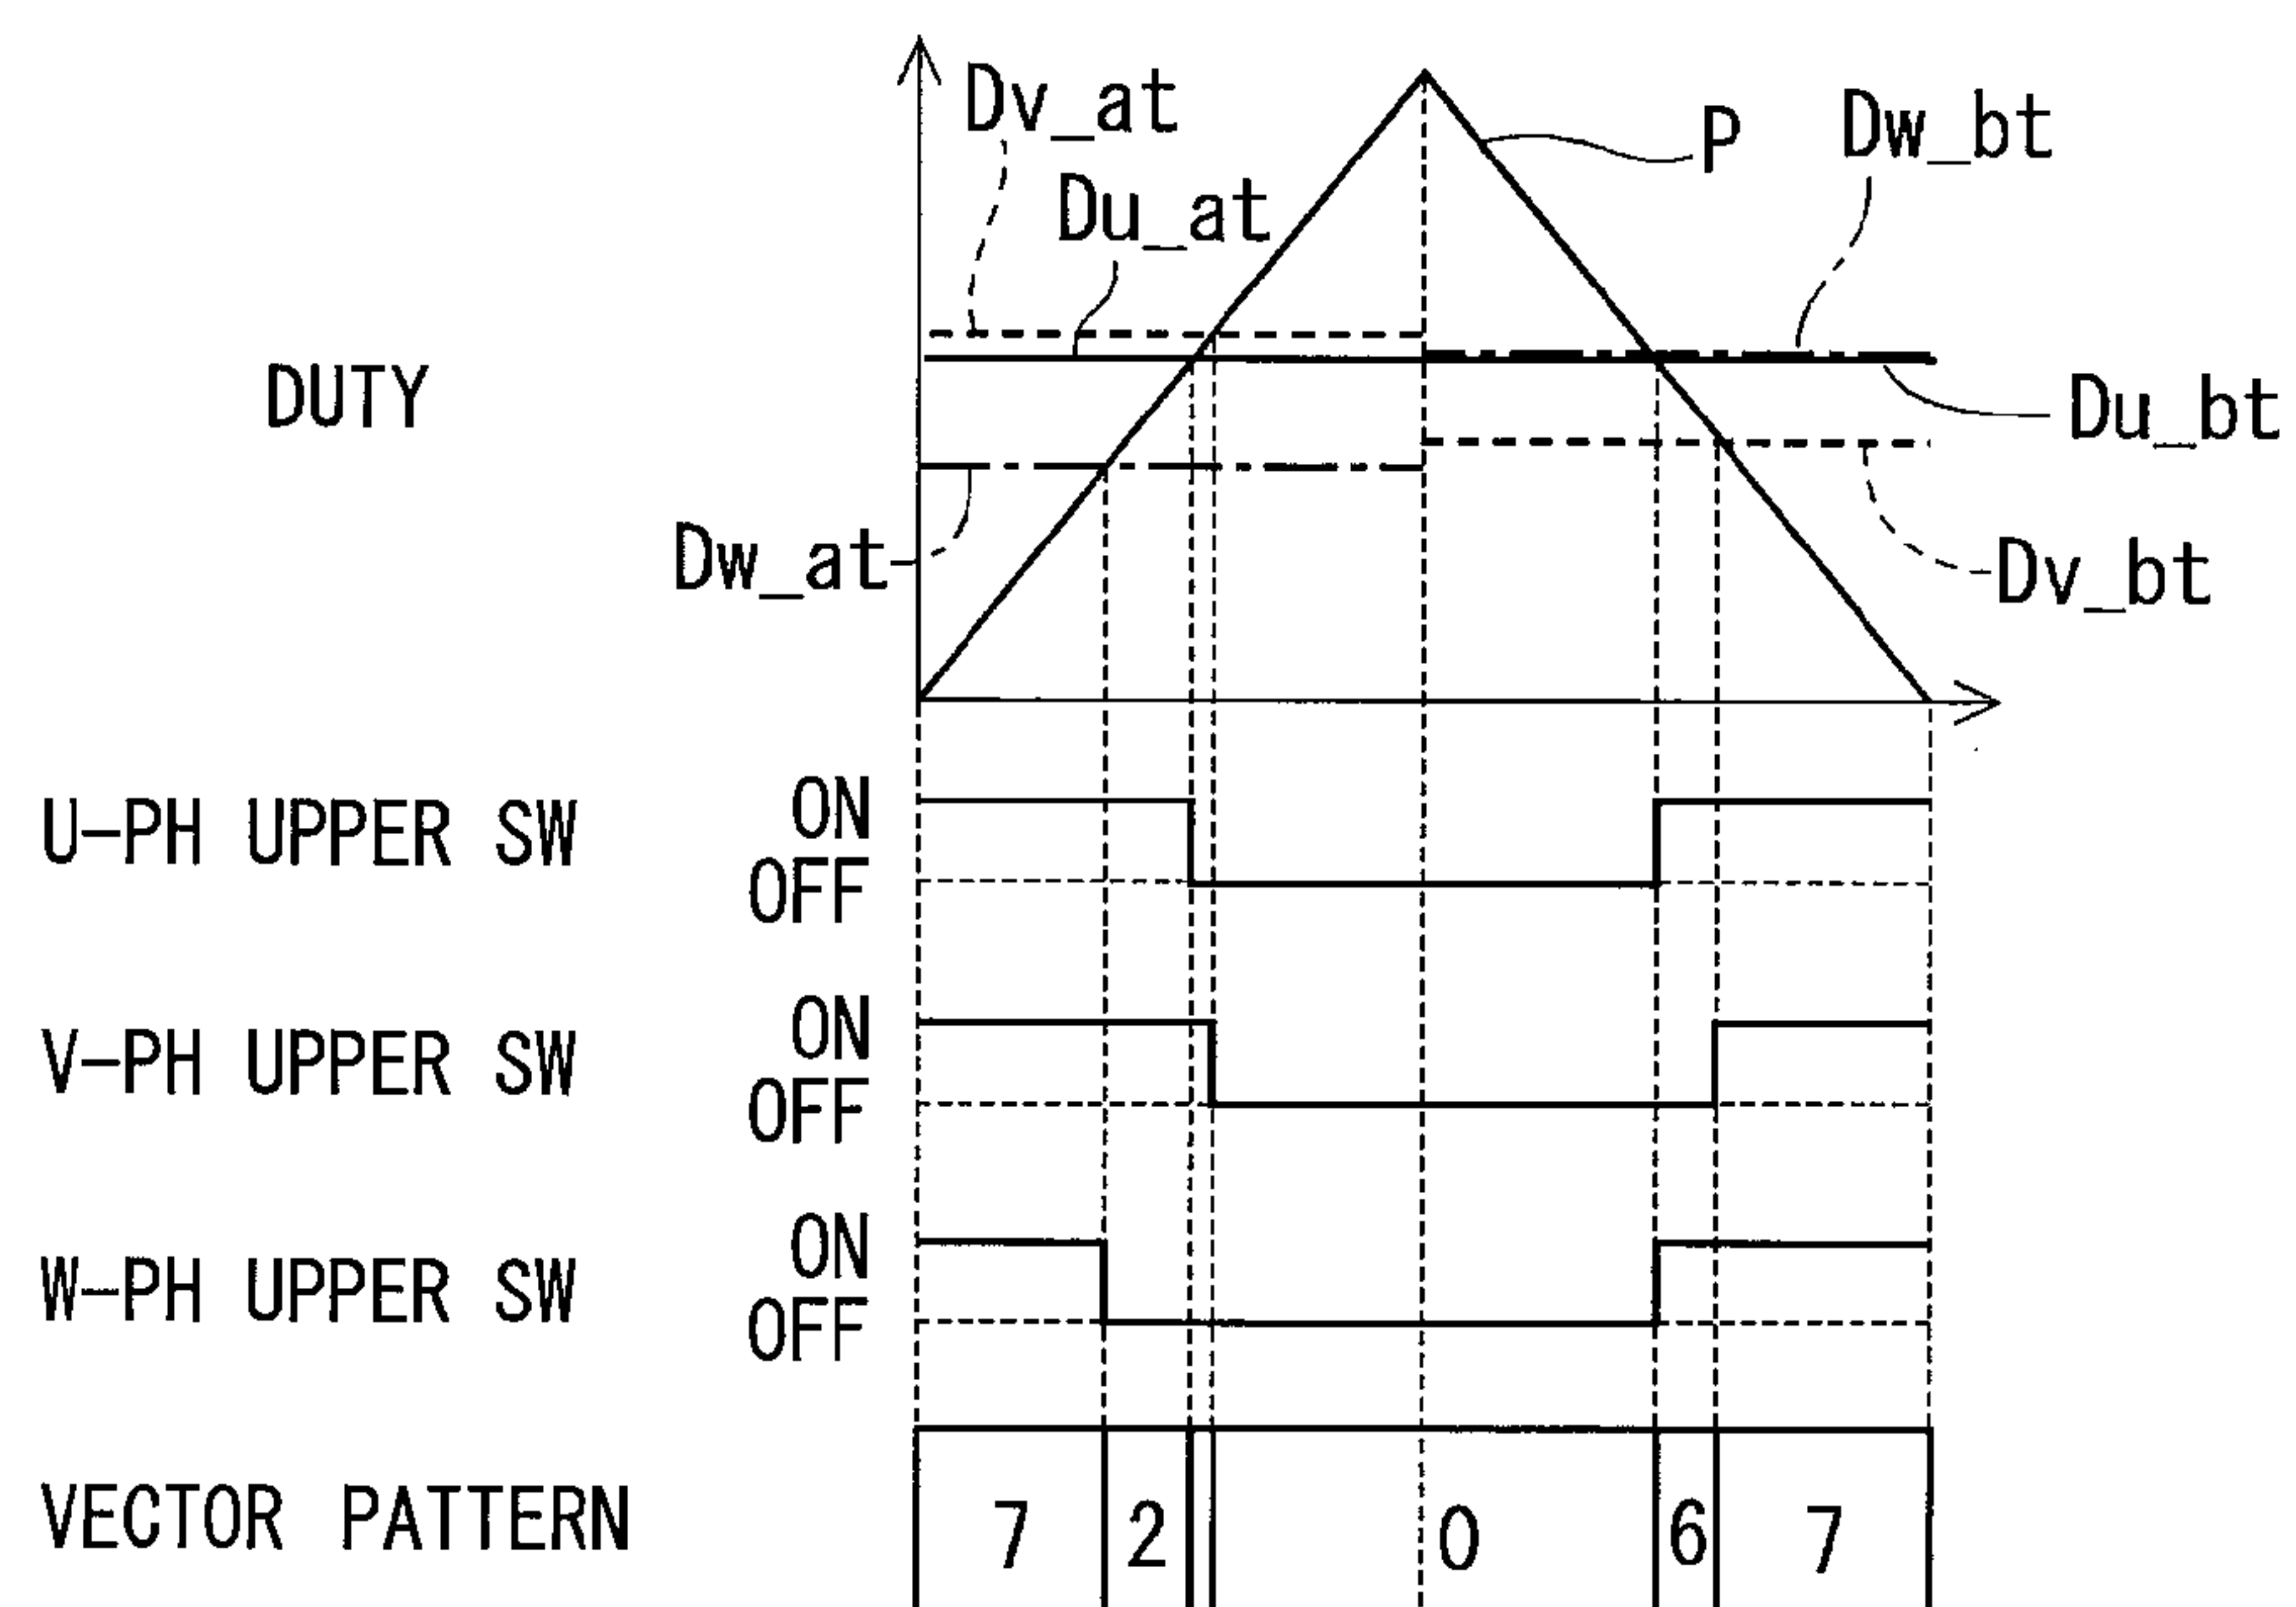 Dv_at
P
Dw_bt
Du_at
DUTY
Du_bt
Dw_at
Dv_bt
U-PH UPPER SW
ON
OFF
V-PH UPPER SW
ON
OFF
W-PH UPPER SW
ON
OFF
VECTOR PATTERN
7 2 0 6 7